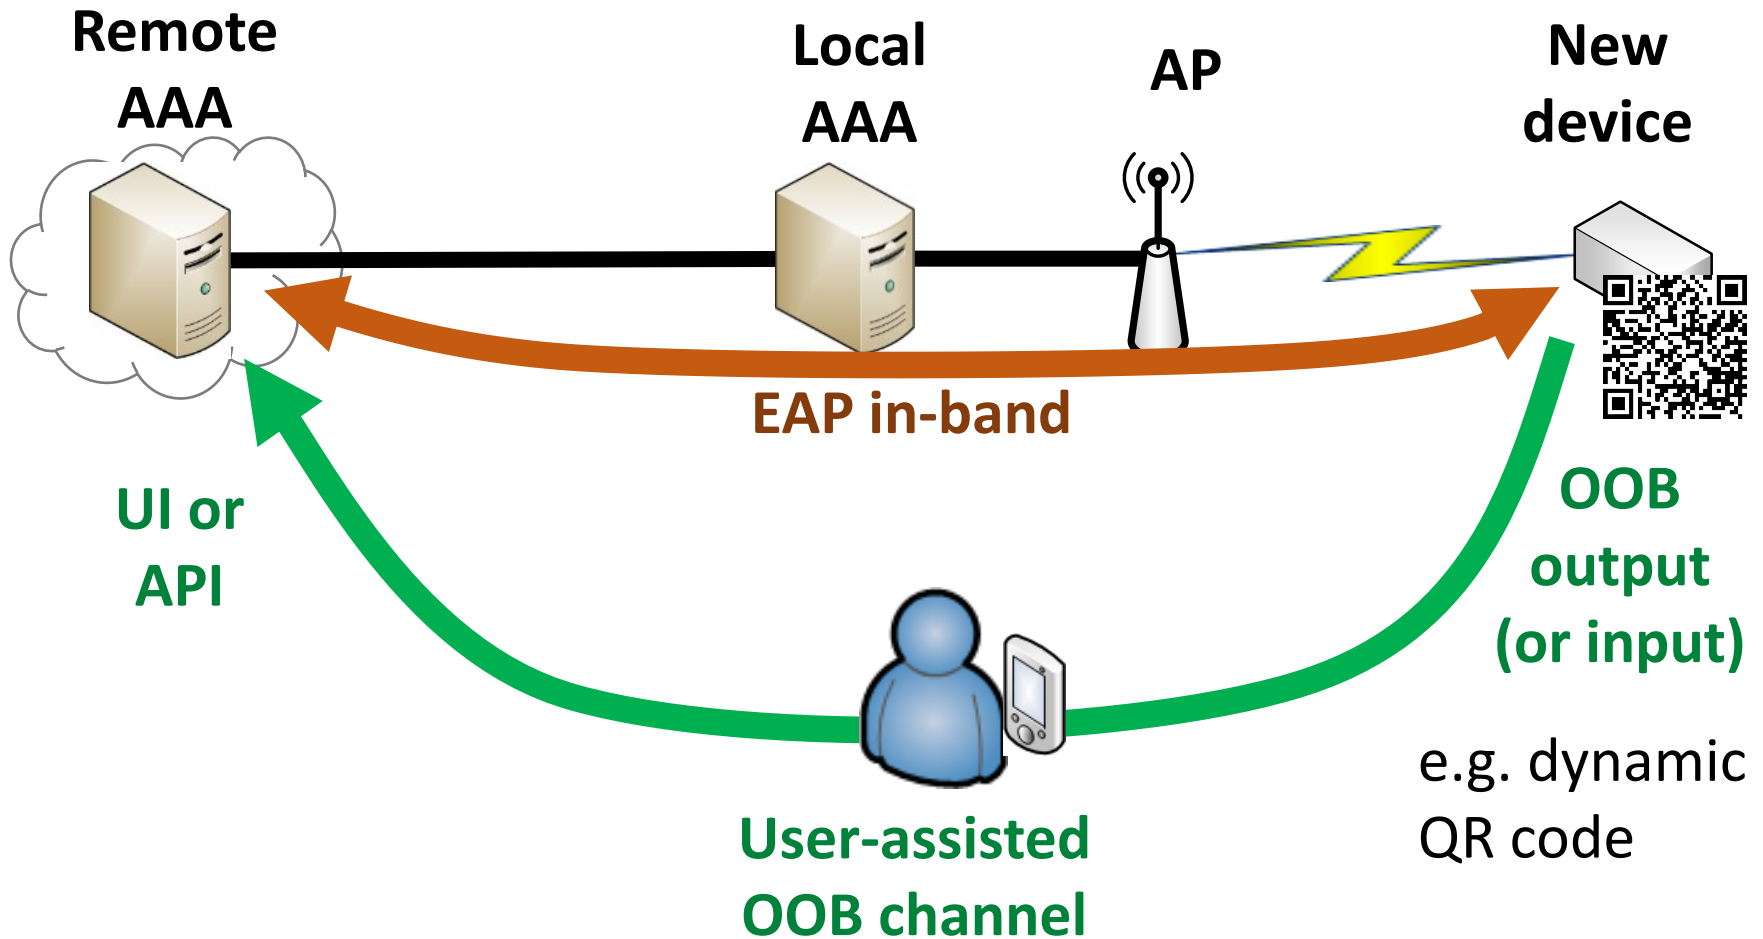 Remote
AAA
Local
AAA
AP
New
device
EAP in-band
UI or
API
OOB
output
(or input)
e.g. dynamic
QR code
User-assisted
OOB channel